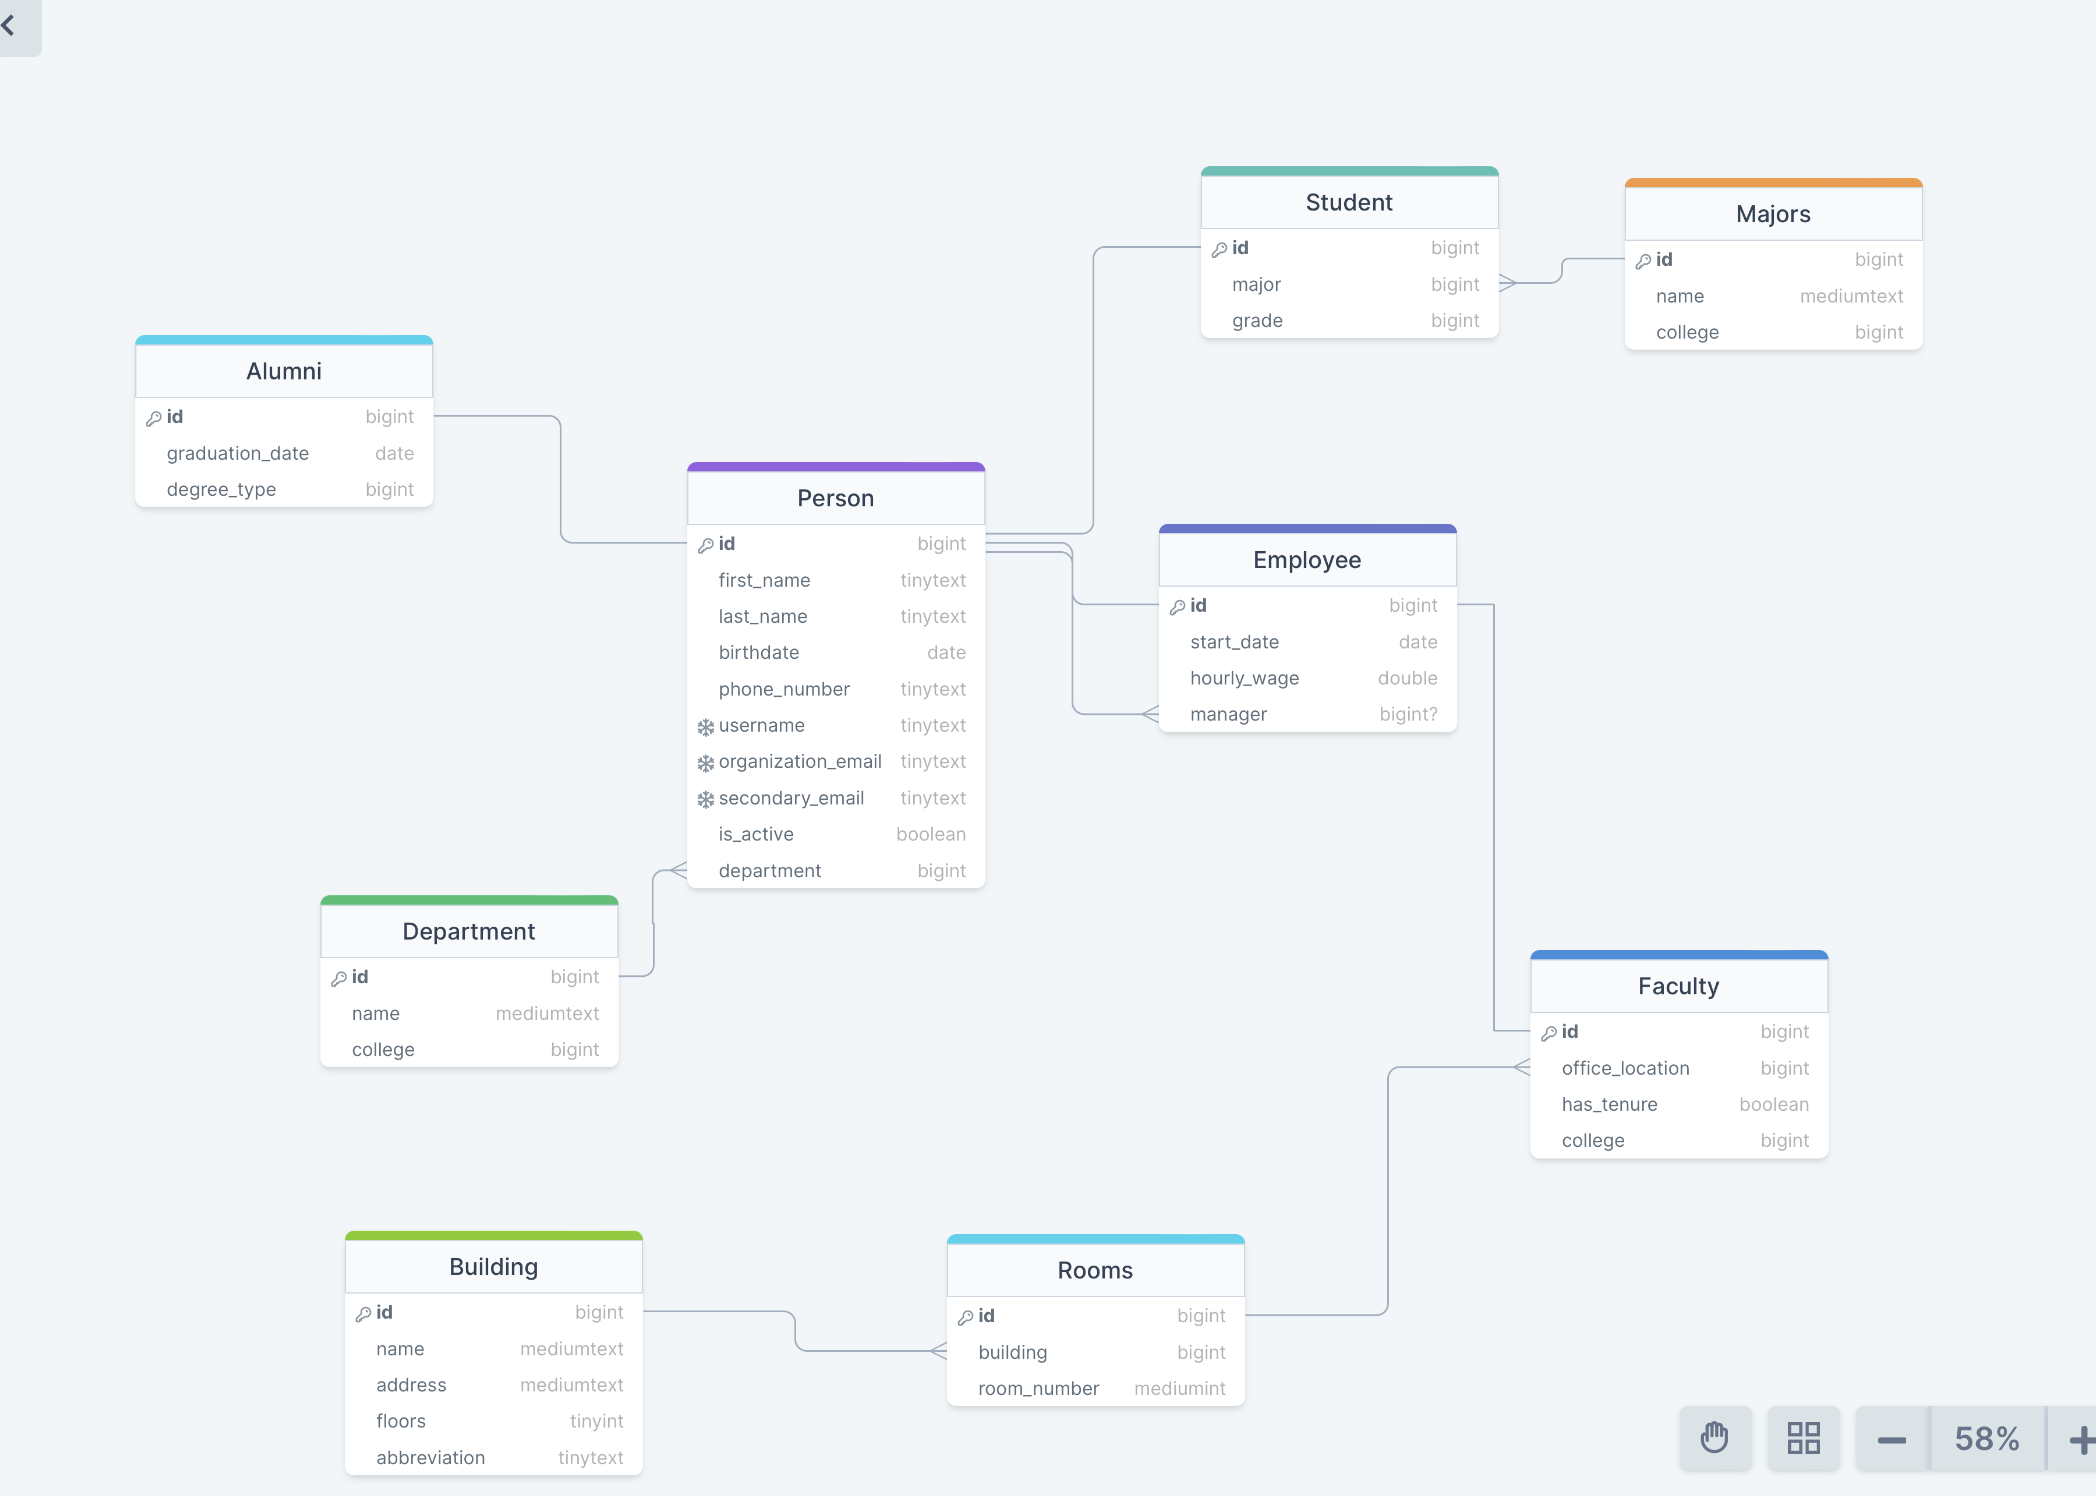 Student
id bigint
major bigint
grade bigint
Majors
id bigint
name mediumtext
college bigint
Alumni
id bigint
graduation_date date
degree_type bigint
Person
id bigint
first_name tinytext
last_name tinytext
birthdate date
phone_number tinytext
username tinytext
organization_email tinytext
secondary_email tinytext
is_active boolean
department bigint
Employee
id bigint
start_date date
hourly_wage double
manager bigint?
Department
id bigint
name mediumtext
college bigint
Faculty
id bigint
office_location bigint
has_tenure boolean
college bigint
Building
id bigint
name mediumtext
address mediumtext
floors tinyint
abbreviation tinytext
Rooms
id bigint
building bigint
room_number mediumint
58%